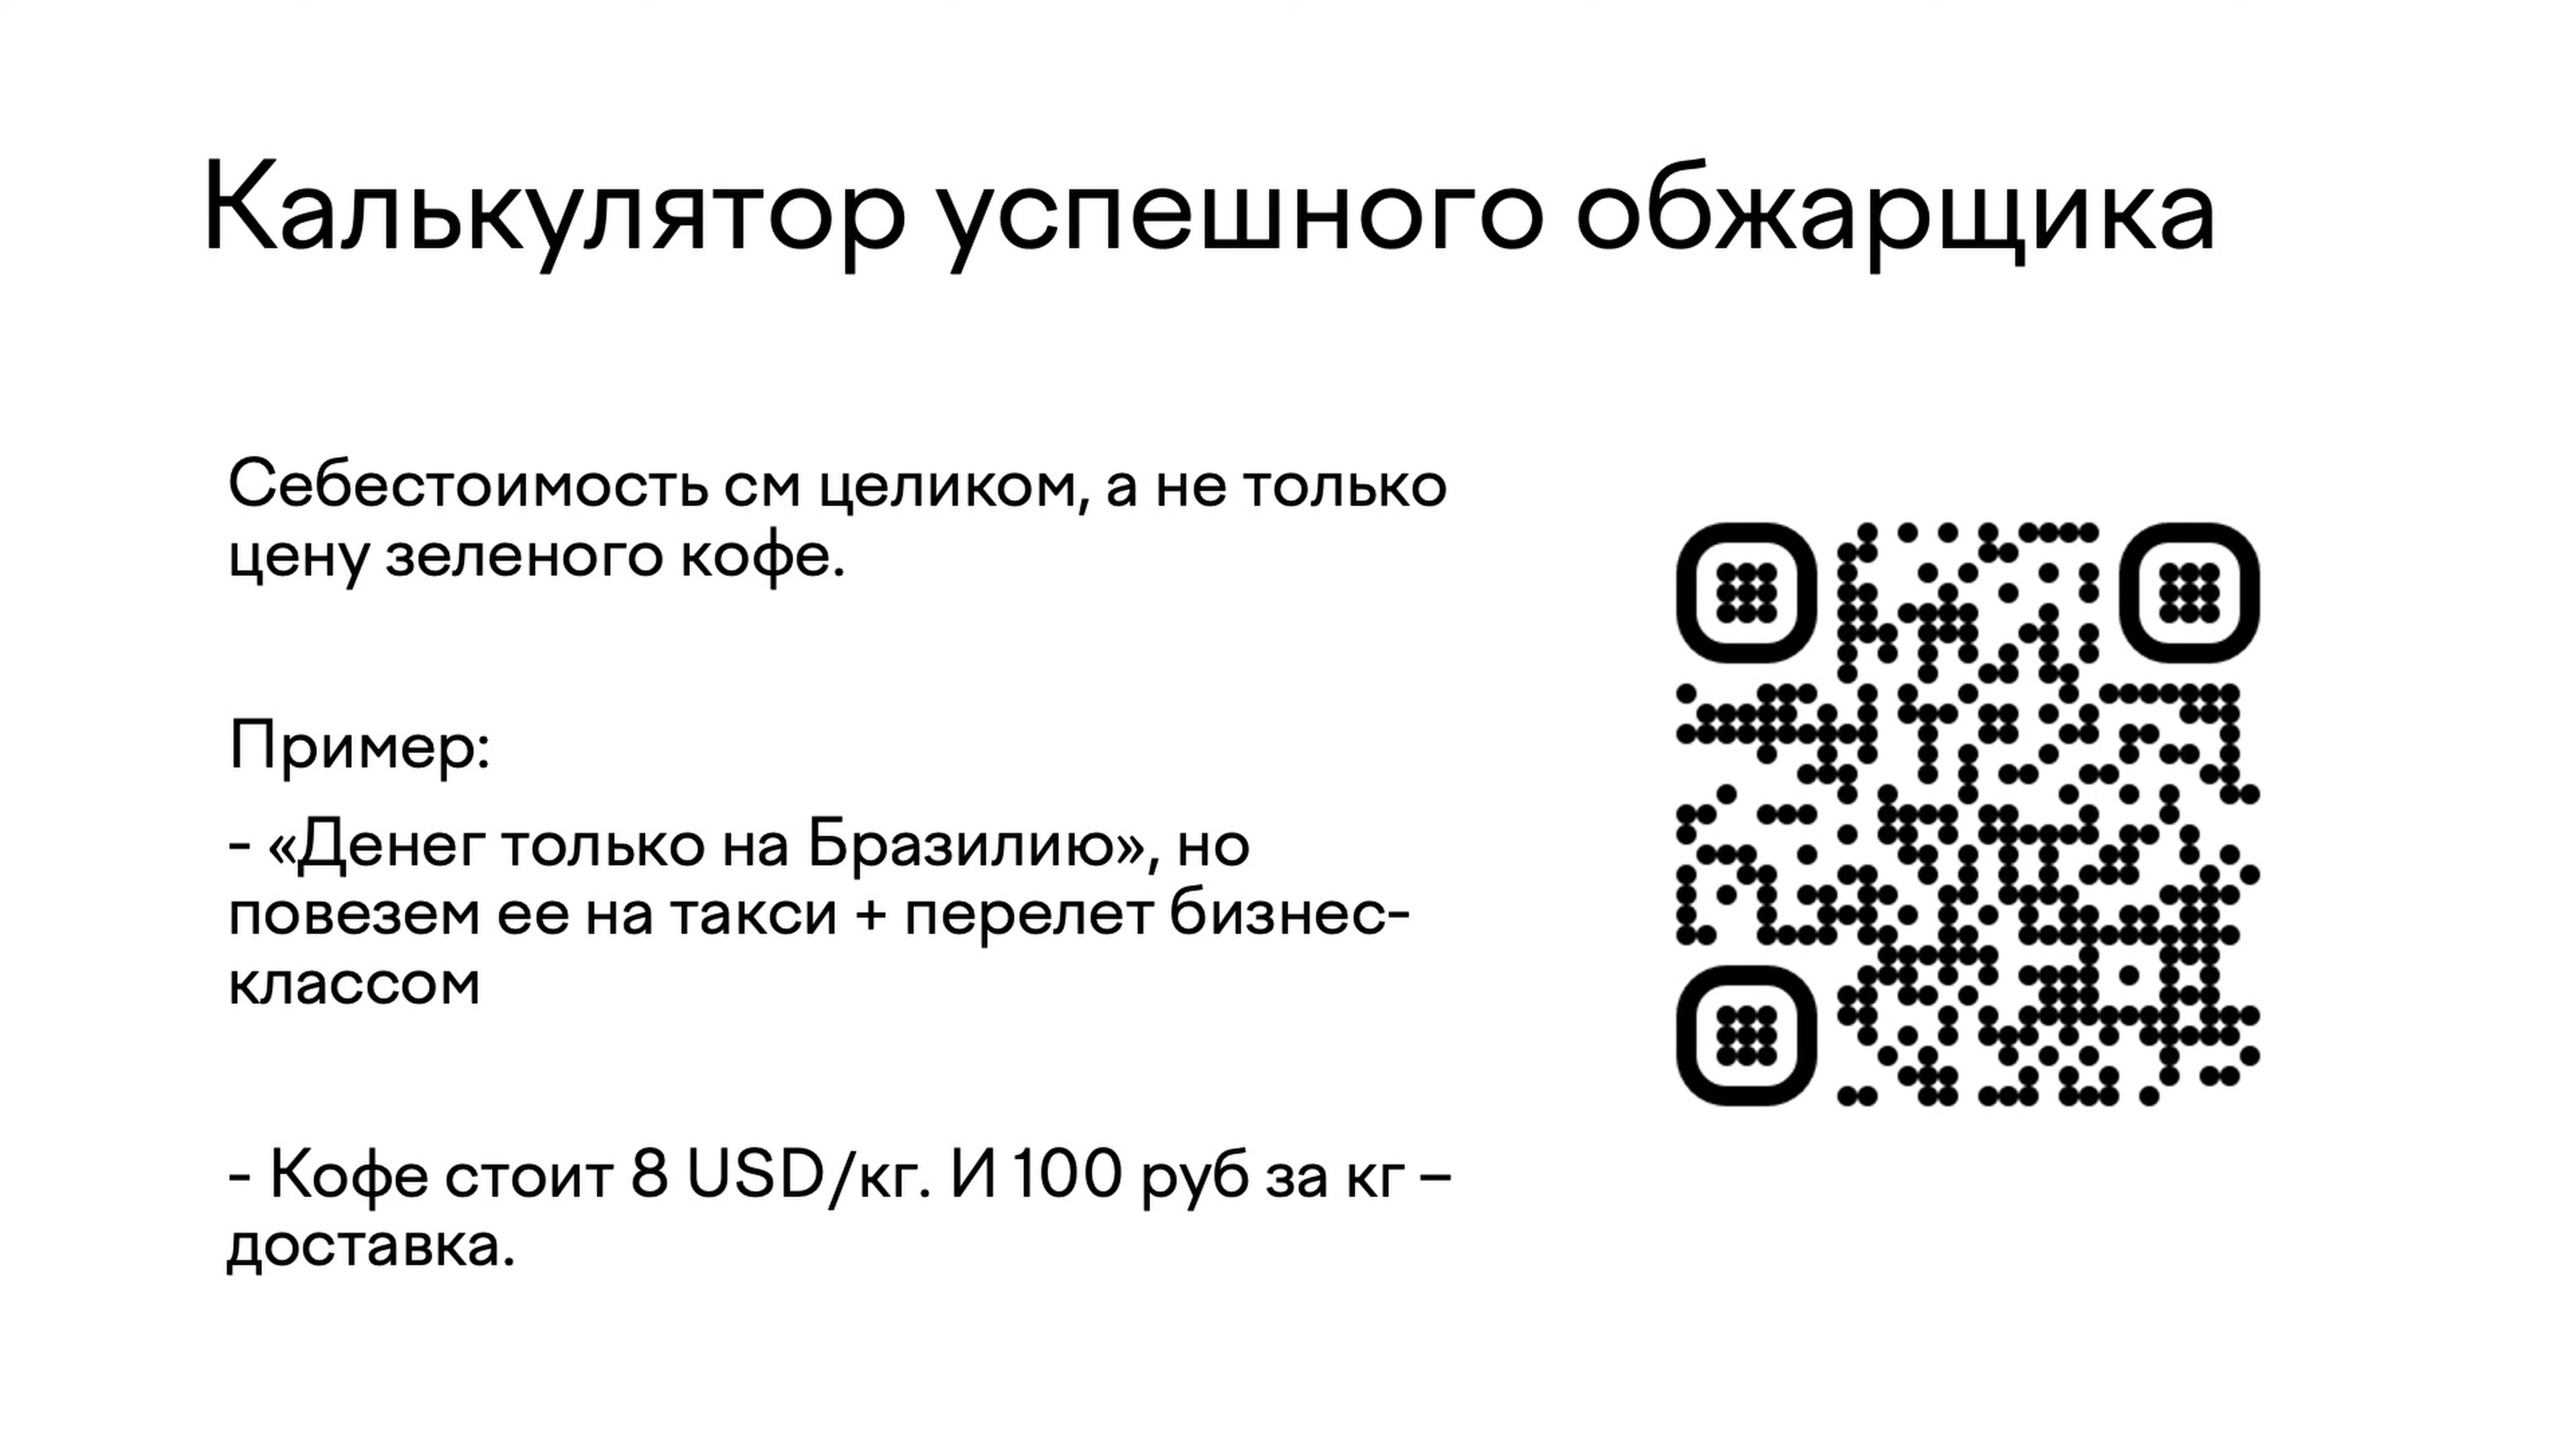 Калькулятор успешного обжарщика
Себестоимость см целиком, а не только
цену зеленого кофе.
Пример:
- «Денег только на Бразилию», но
повезем ее на такси + перелет бизнес-
классом
- Кофе стоит 8 USD/кг. И 100 руб за кг –
доставка.